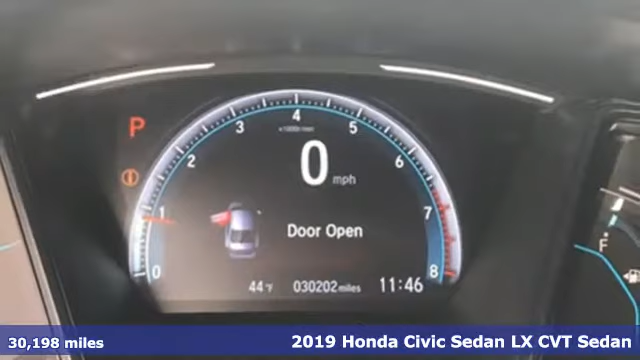 P
0 1 2 3 4 5 6 7 8
x1000r/min
0 mph
Door Open
44°F 030202 miles 11:46
F
30,198 miles
2019 Honda Civic Sedan LX CVT Sedan